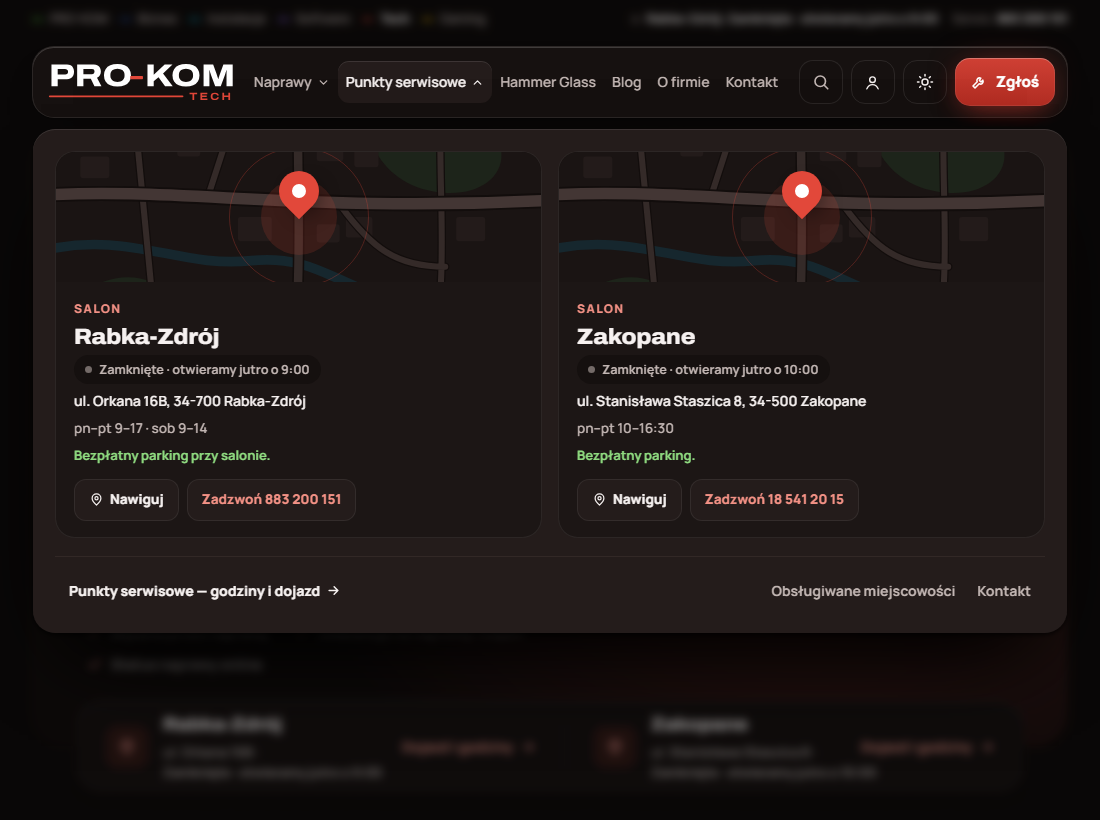 PRO-KOM
TECH
Naprawy
Punkty serwisowe
Hammer Glass
Blog
O firmie
Kontakt
Zgłoś
SALON
Rabka-Zdrój
Zamknięte · otwieramy jutro o 9:00
ul. Orkana 16B, 34-700 Rabka-Zdrój
pn–pt 9–17 · sob 9–14
Bezpłatny parking przy salonie.
Nawiguj
Zadzwoń 883 200 151
SALON
Zakopane
Zamknięte · otwieramy jutro o 10:00
ul. Stanisława Staszica 8, 34-500 Zakopane
pn–pt 10–16:30
Bezpłatny parking.
Nawiguj
Zadzwoń 18 541 20 15
Punkty serwisowe — godziny i dojazd →
Obsługiwane miejscowości
Kontakt
Rabka-Zdrój
Zakopane